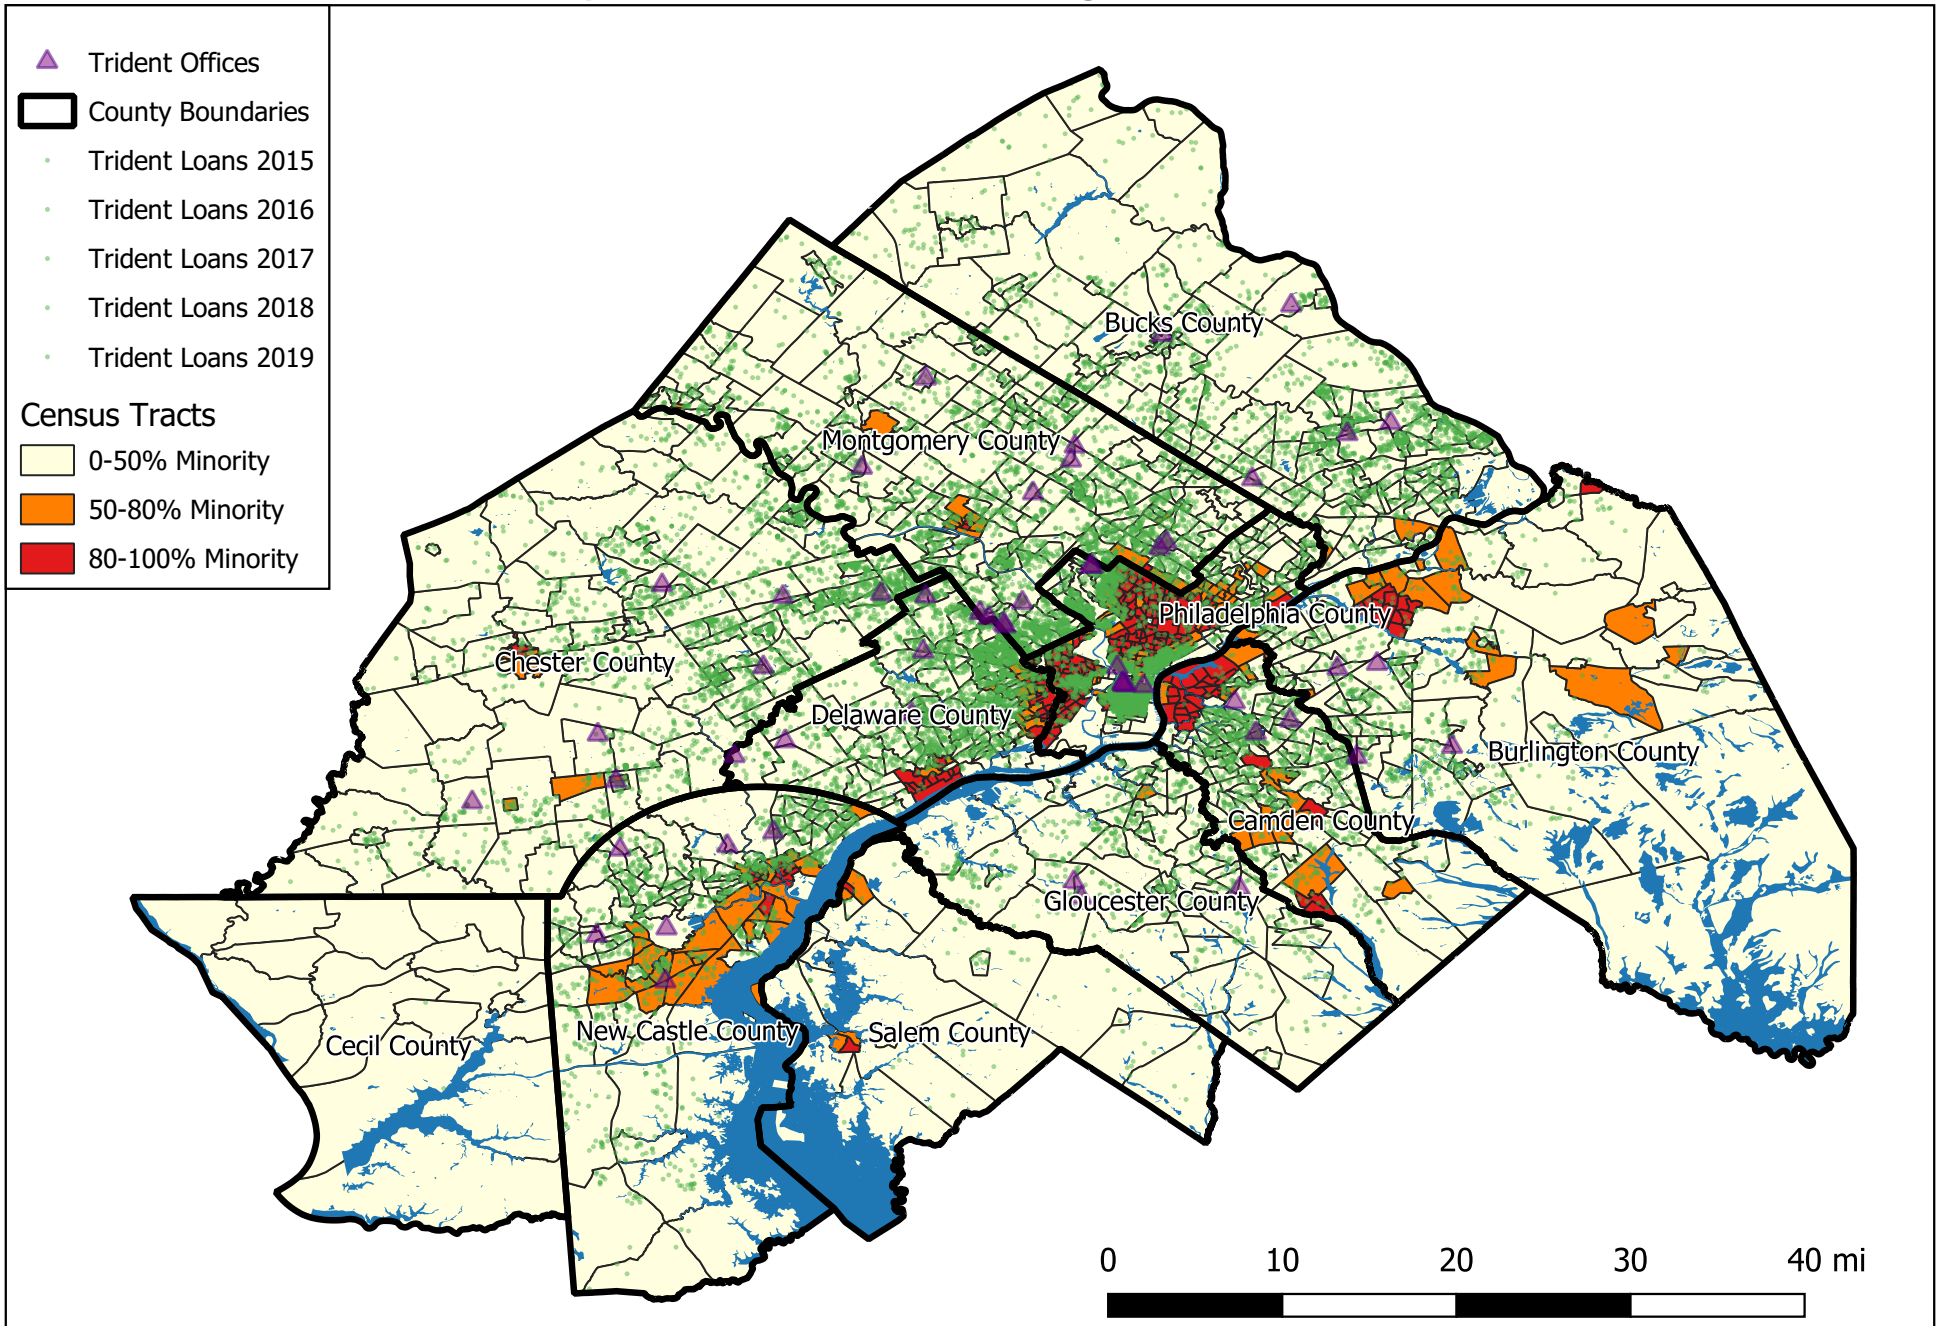 Trident Offices
County Boundaries
Trident Loans 2015
Trident Loans 2016
Trident Loans 2017
Trident Loans 2018
Trident Loans 2019
Census Tracts
0-50% Minority
50-80% Minority
80-100% Minority
Bucks County
Montgomery County
Philadelphia County
Chester County
Delaware County
Burlington County
Camden County
Gloucester County
New Castle County
Salem County
Cecil County
0 10 20 30 40 mi